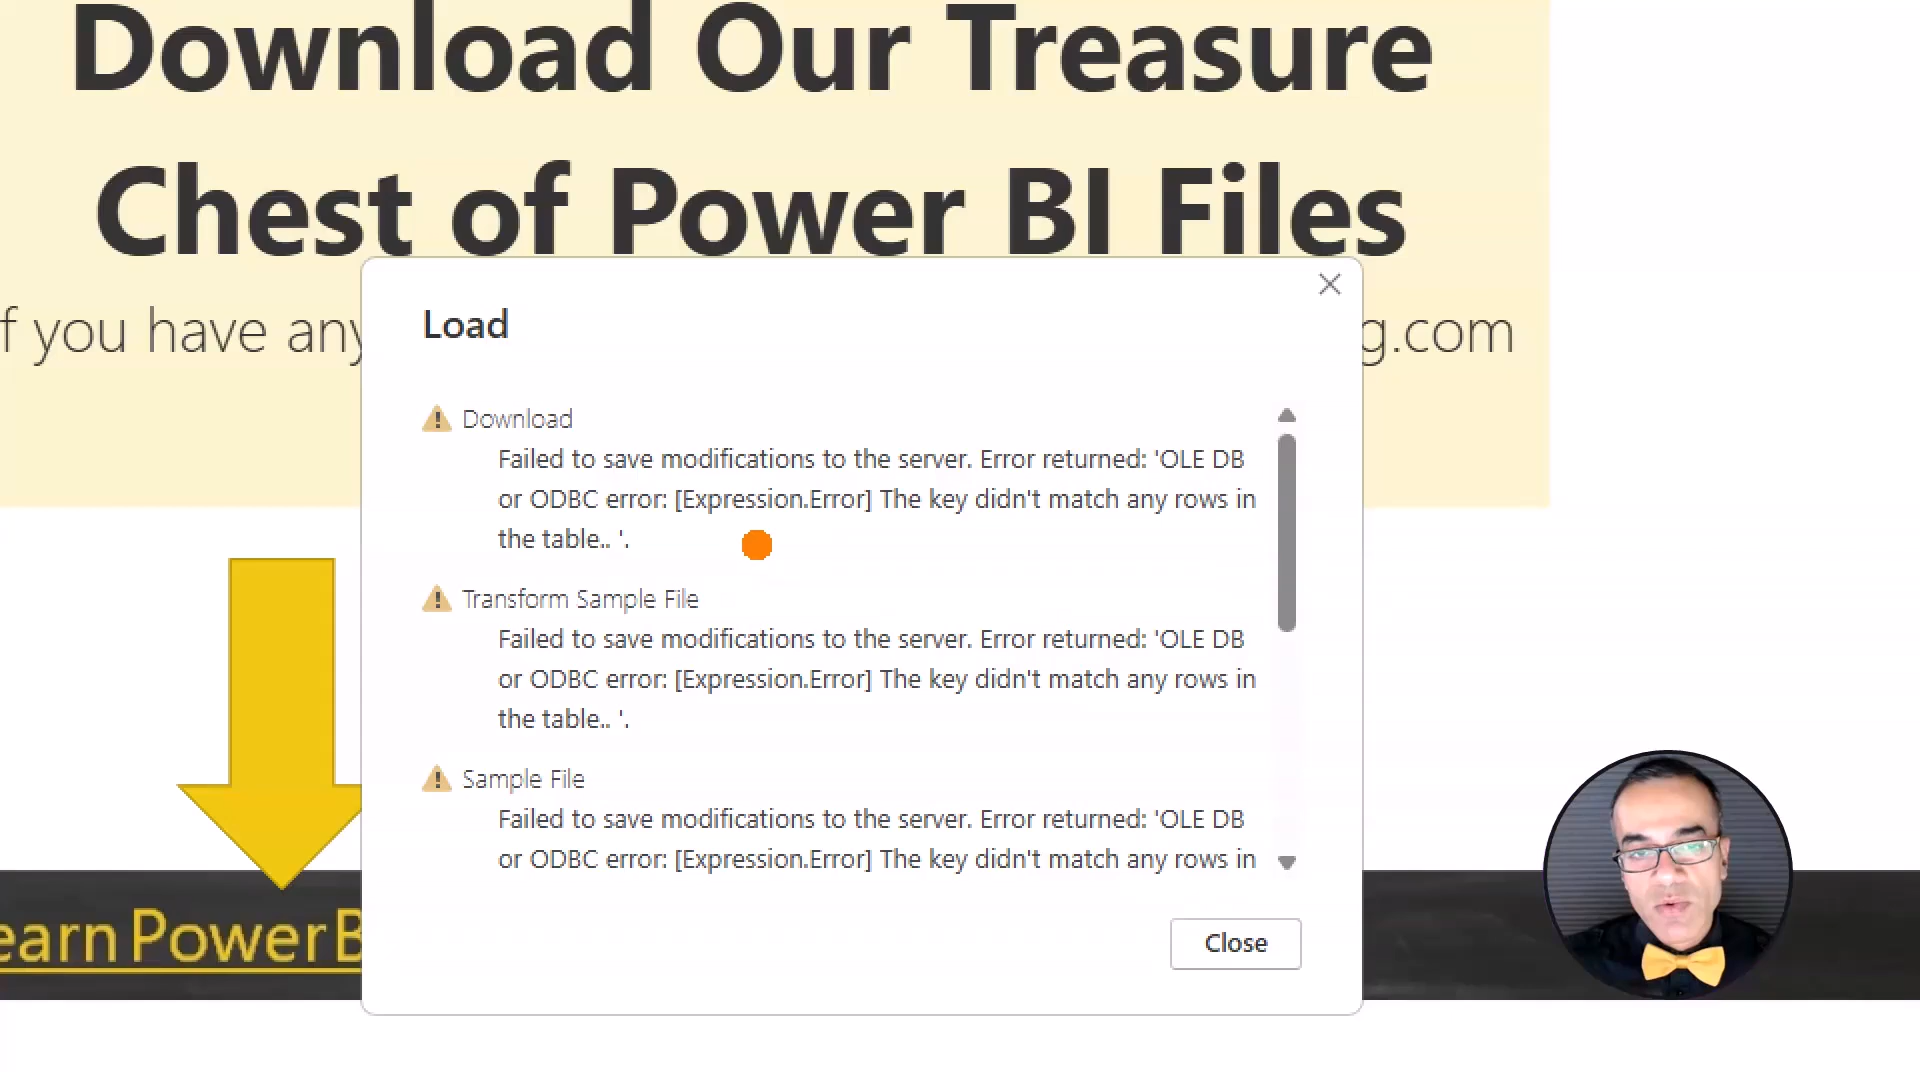 Download Our Treasure
Chest of Power BI Files
f you have any
g.com
Load
Download
Failed to save modifications to the server. Error returned: 'OLE DB
or ODBC error: [Expression.Error] The key didn't match any rows in
the table.. '.
Transform Sample File
Failed to save modifications to the server. Error returned: 'OLE DB
or ODBC error: [Expression.Error] The key didn't match any rows in
the table.. '.
Sample File
Failed to save modifications to the server. Error returned: 'OLE DB
or ODBC error: [Expression.Error] The key didn't match any rows in
Close
earn PowerB